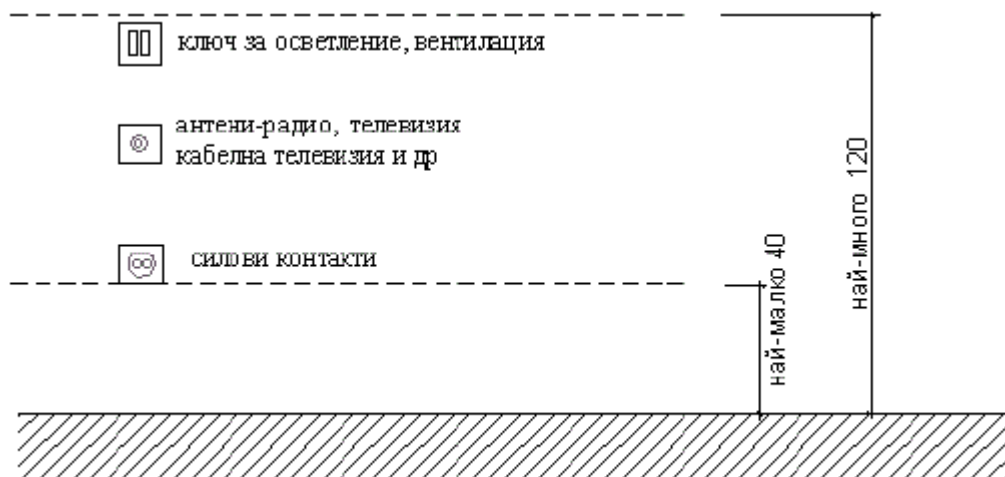 ключ за осветление, вентилация
антени-радио, телевизия
кабелна телевизия и др
силови контакти
най-малко 40
най-много 120